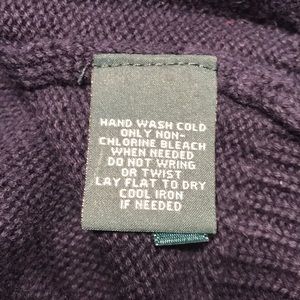 HAND WASH COLD
ONLY NON-
CHLORINE BLEACH
WHEN NEEDED
DO NOT WRING
OR TWIST
LAY FLAT TO DRY
COOL IRON
IF NEEDED